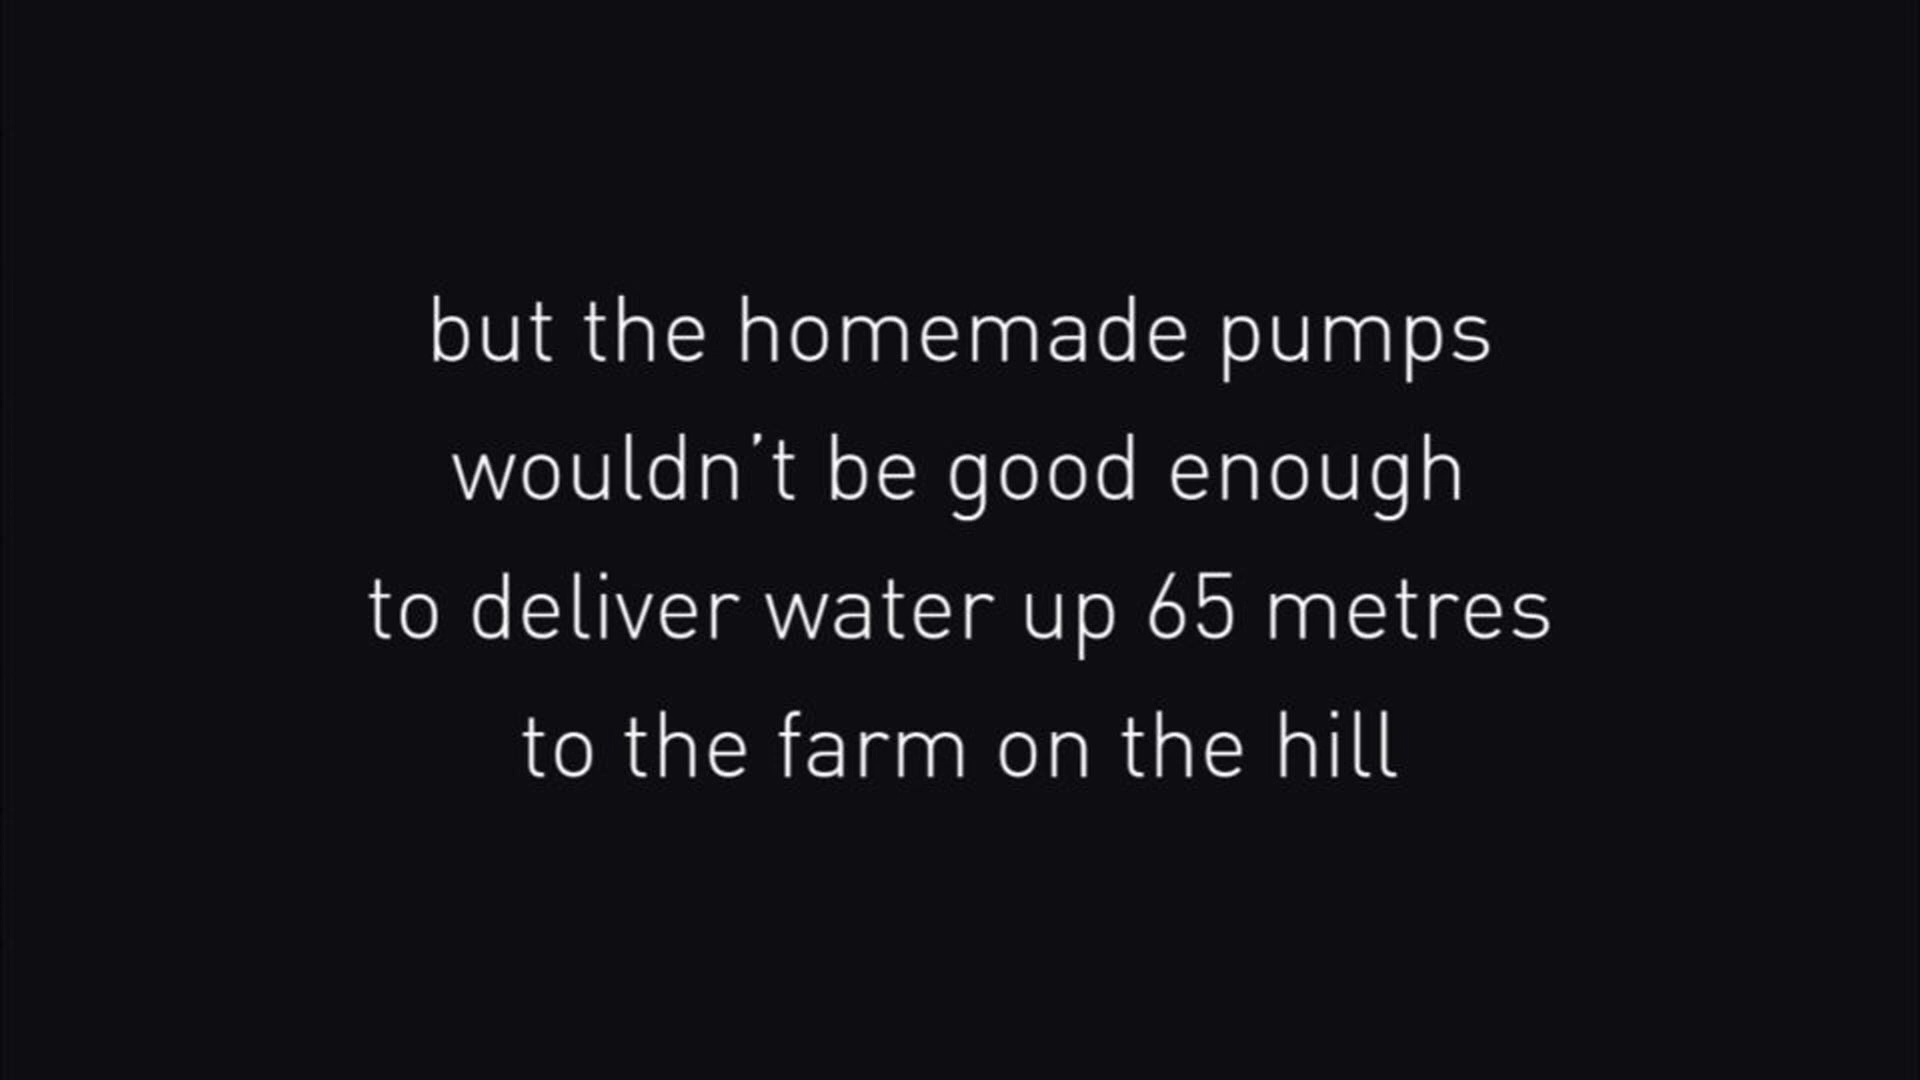 but the homemade pumps
wouldn't be good enough
to deliver water up 65 metres
to the farm on the hill